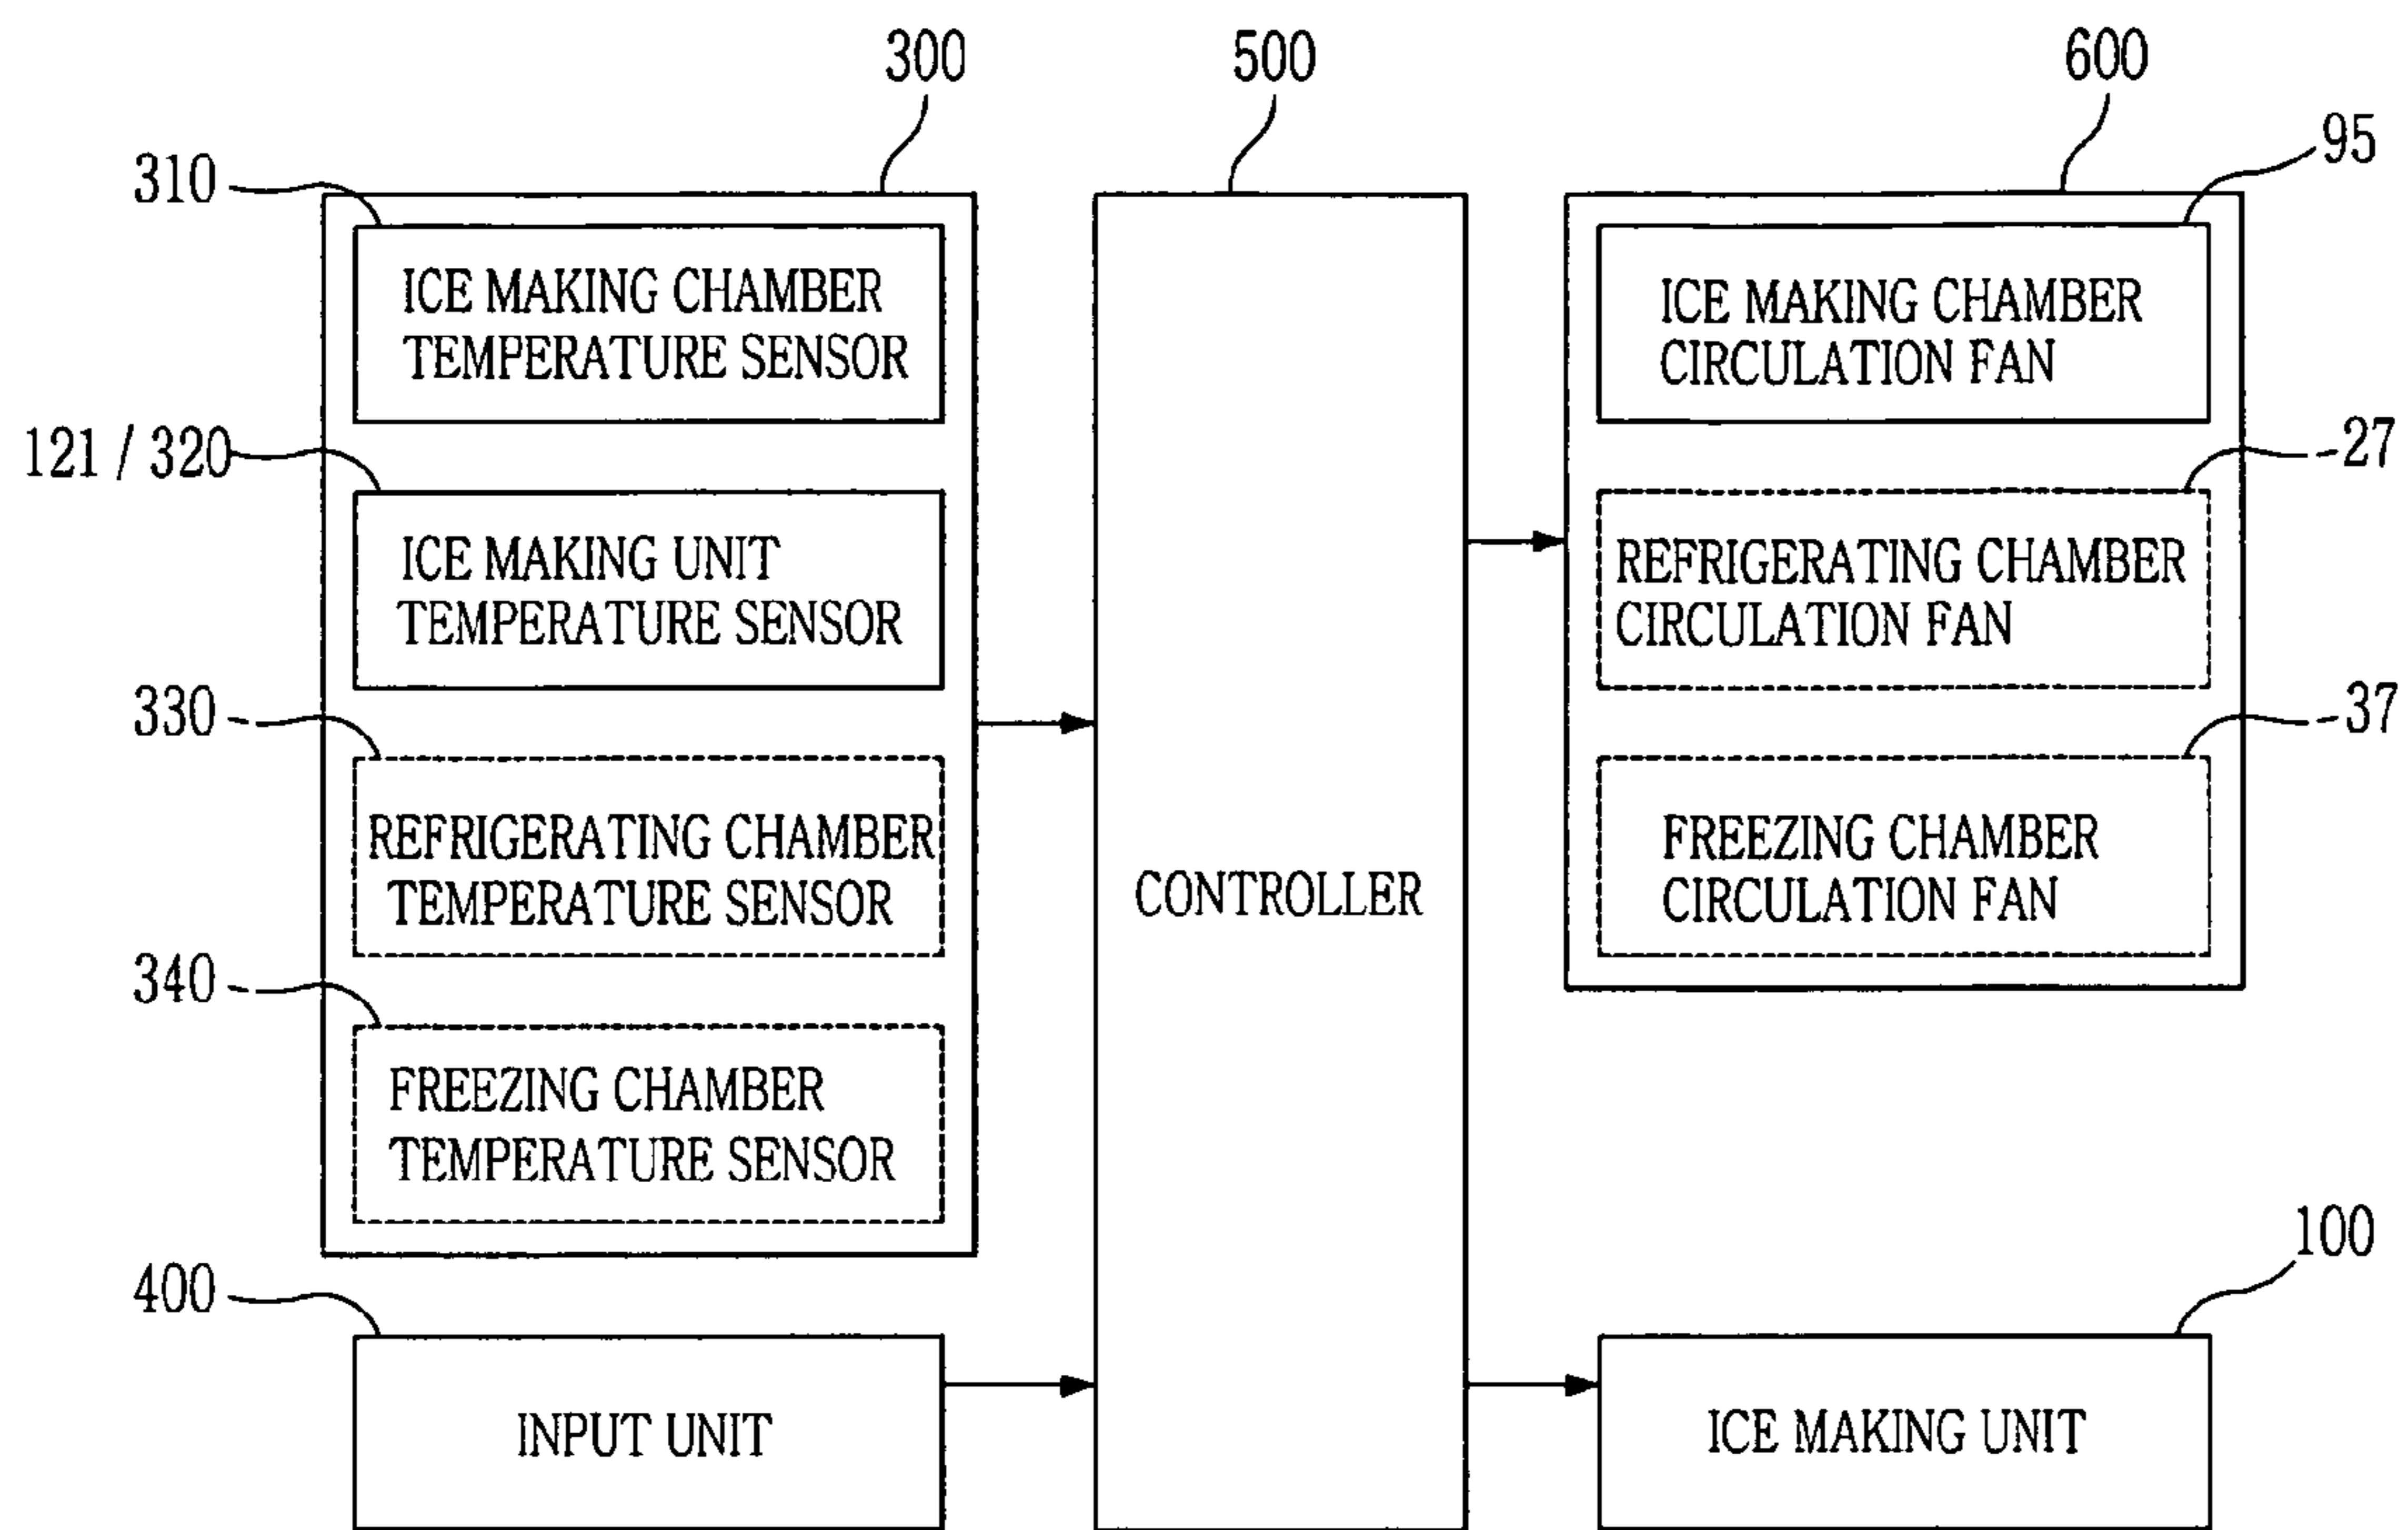 300
500
600
310
95
ICE MAKING CHAMBER
TEMPERATURE SENSOR
ICE MAKING CHAMBER
CIRCULATION FAN
121 / 320
27
ICE MAKING UNIT
TEMPERATURE SENSOR
REFRIGERATING CHAMBER
CIRCULATION FAN
330
37
REFRIGERATING CHAMBER
TEMPERATURE SENSOR
CONTROLLER
FREEZING CHAMBER
CIRCULATION FAN
340
FREEZING CHAMBER
TEMPERATURE SENSOR
400
100
INPUT UNIT
ICE MAKING UNIT